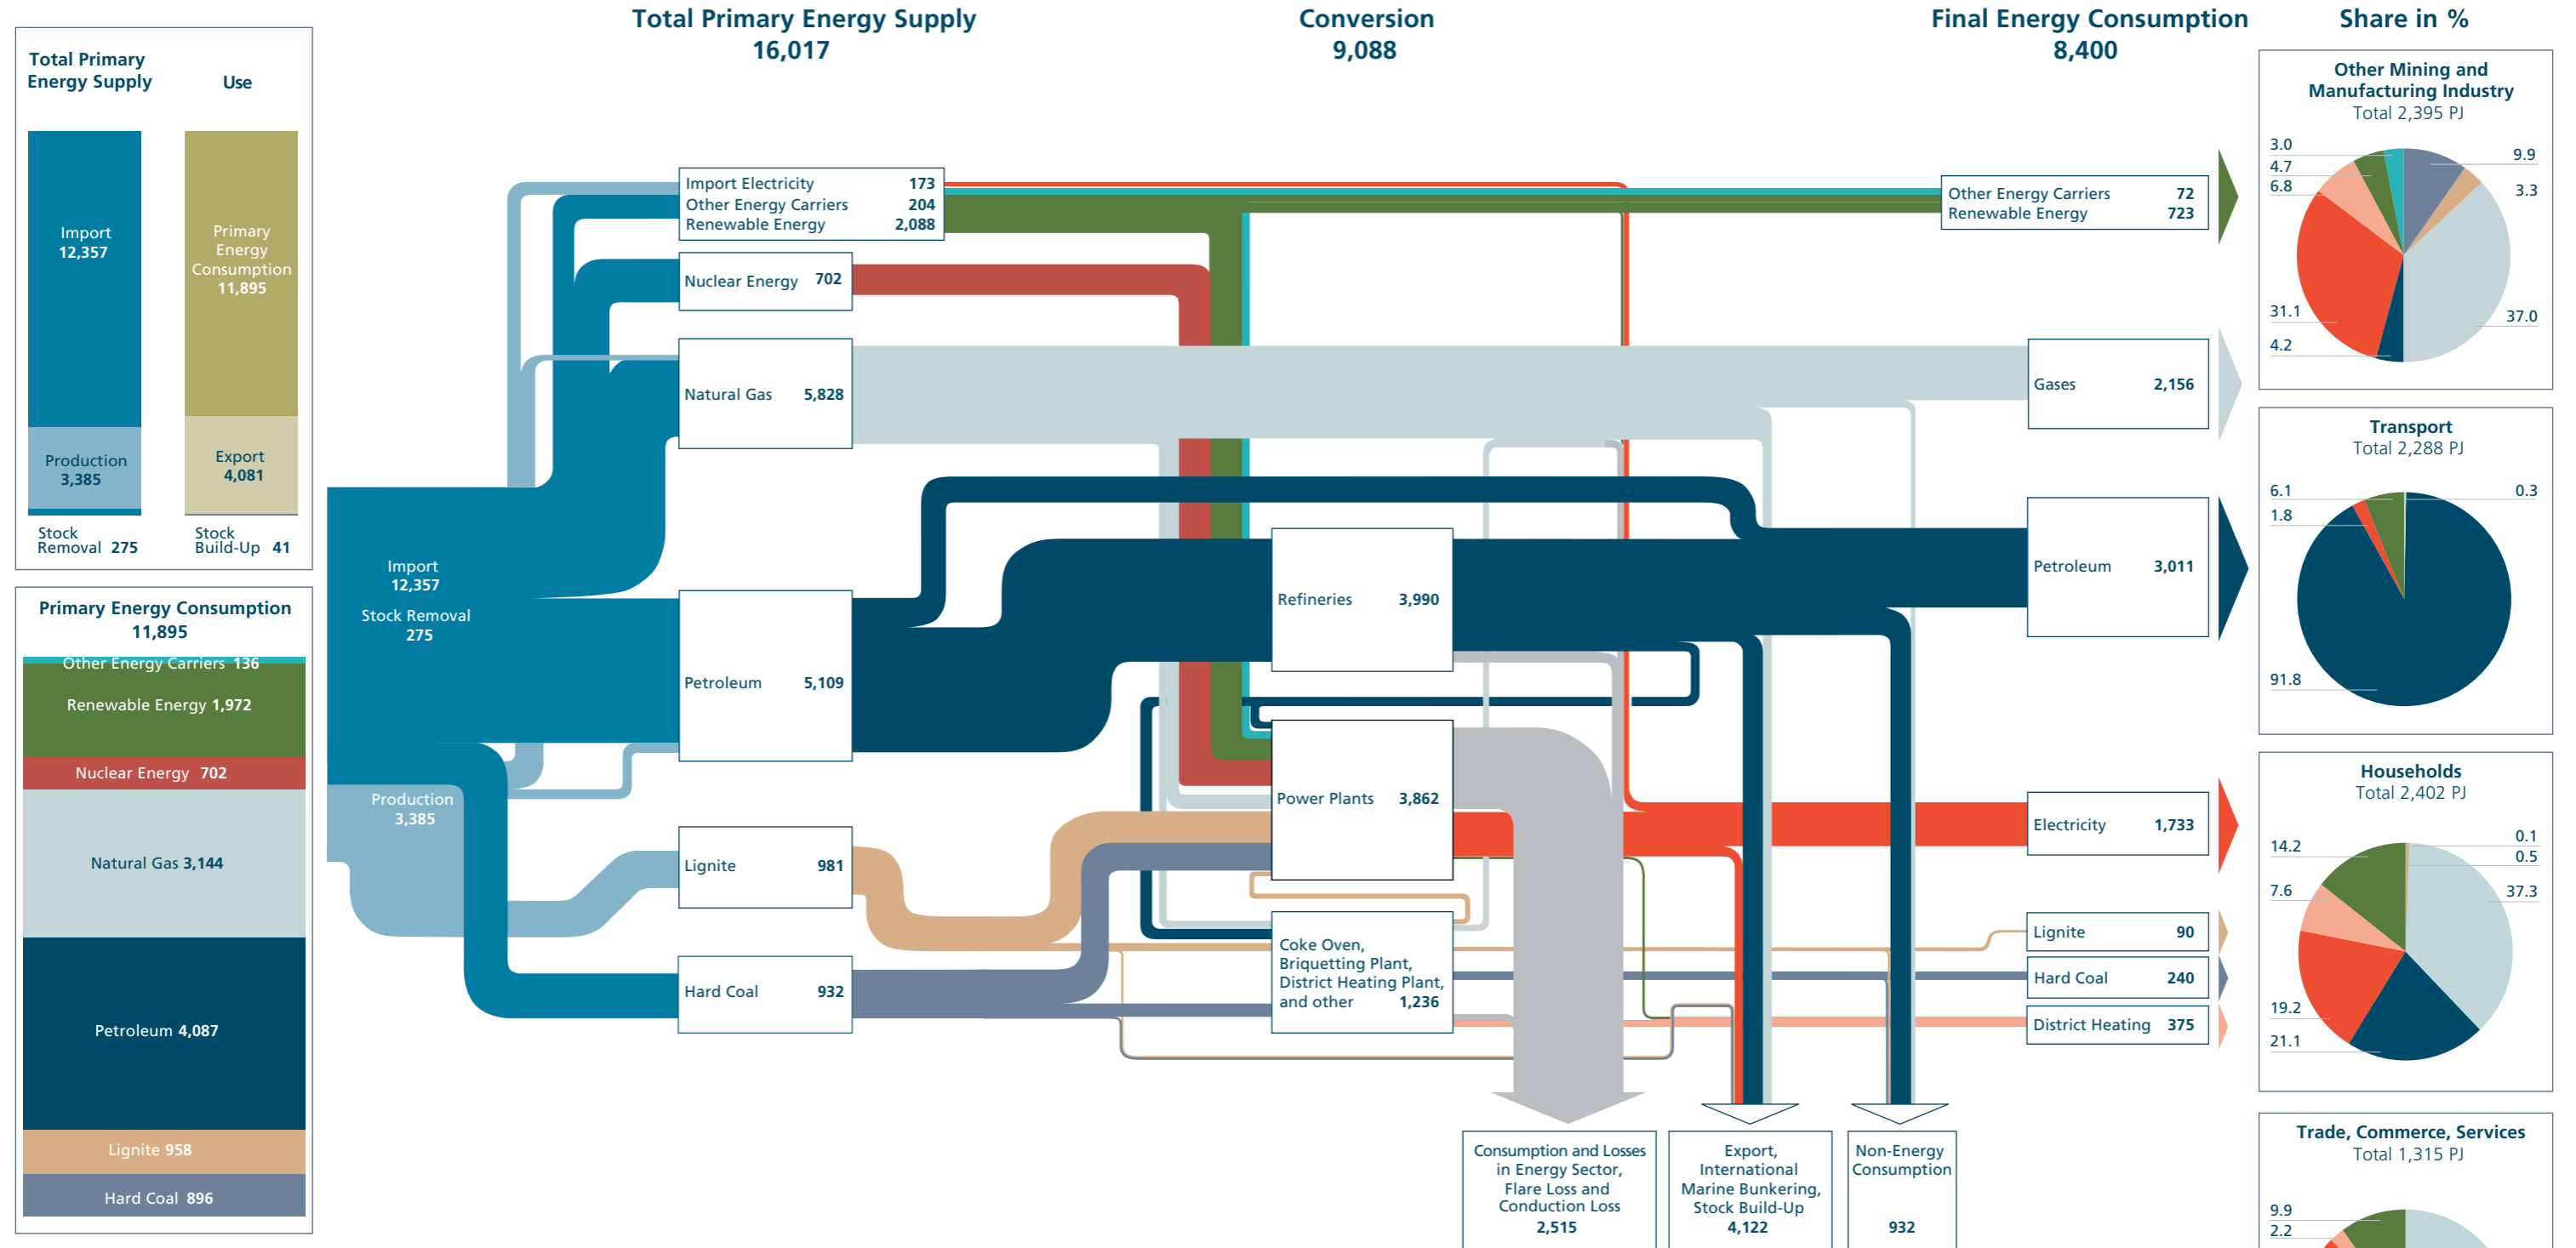 Total Primary Energy Supply
16,017
Conversion
9,088
Final Energy Consumption
8,400
Share in %
Total Primary
Energy Supply
Use
Import
12,357
Production
3,385
Stock
Removal 275
Primary
Energy
Consumption
11,895
Export
4,081
Stock
Build-Up 41
Primary Energy Consumption
11,895
Other Energy Carriers 136
Renewable Energy 1,972
Nuclear Energy 702
Natural Gas 3,144
Petroleum 4,087
Lignite 958
Hard Coal 896
Import
12,357
Stock Removal
275
Production
3,385
Import Electricity 173
Other Energy Carriers 204
Renewable Energy 2,088
Nuclear Energy 702
Natural Gas 5,828
Petroleum 5,109
Lignite 981
Hard Coal 932
Refineries 3,990
Power Plants 3,862
Coke Oven,
Briquetting Plant,
District Heating Plant,
and other 1,236
Consumption and Losses
in Energy Sector,
Flare Loss and
Conduction Loss
2,515
Export,
International
Marine Bunkering,
Stock Build-Up
4,122
Non-Energy
Consumption
932
Other Energy Carriers 72
Renewable Energy 723
Gases 2,156
Petroleum 3,011
Electricity 1,733
Lignite 90
Hard Coal 240
District Heating 375
Other Mining and
Manufacturing Industry
Total 2,395 PJ
3.0
4.7
6.8
31.1
4.2
9.9
3.3
37.0
Transport
Total 2,288 PJ
6.1
1.8
91.8
0.3
Households
Total 2,402 PJ
14.2
7.6
19.2
21.1
0.1
0.5
37.3
Trade, Commerce, Services
Total 1,315 PJ
9.9
2.2